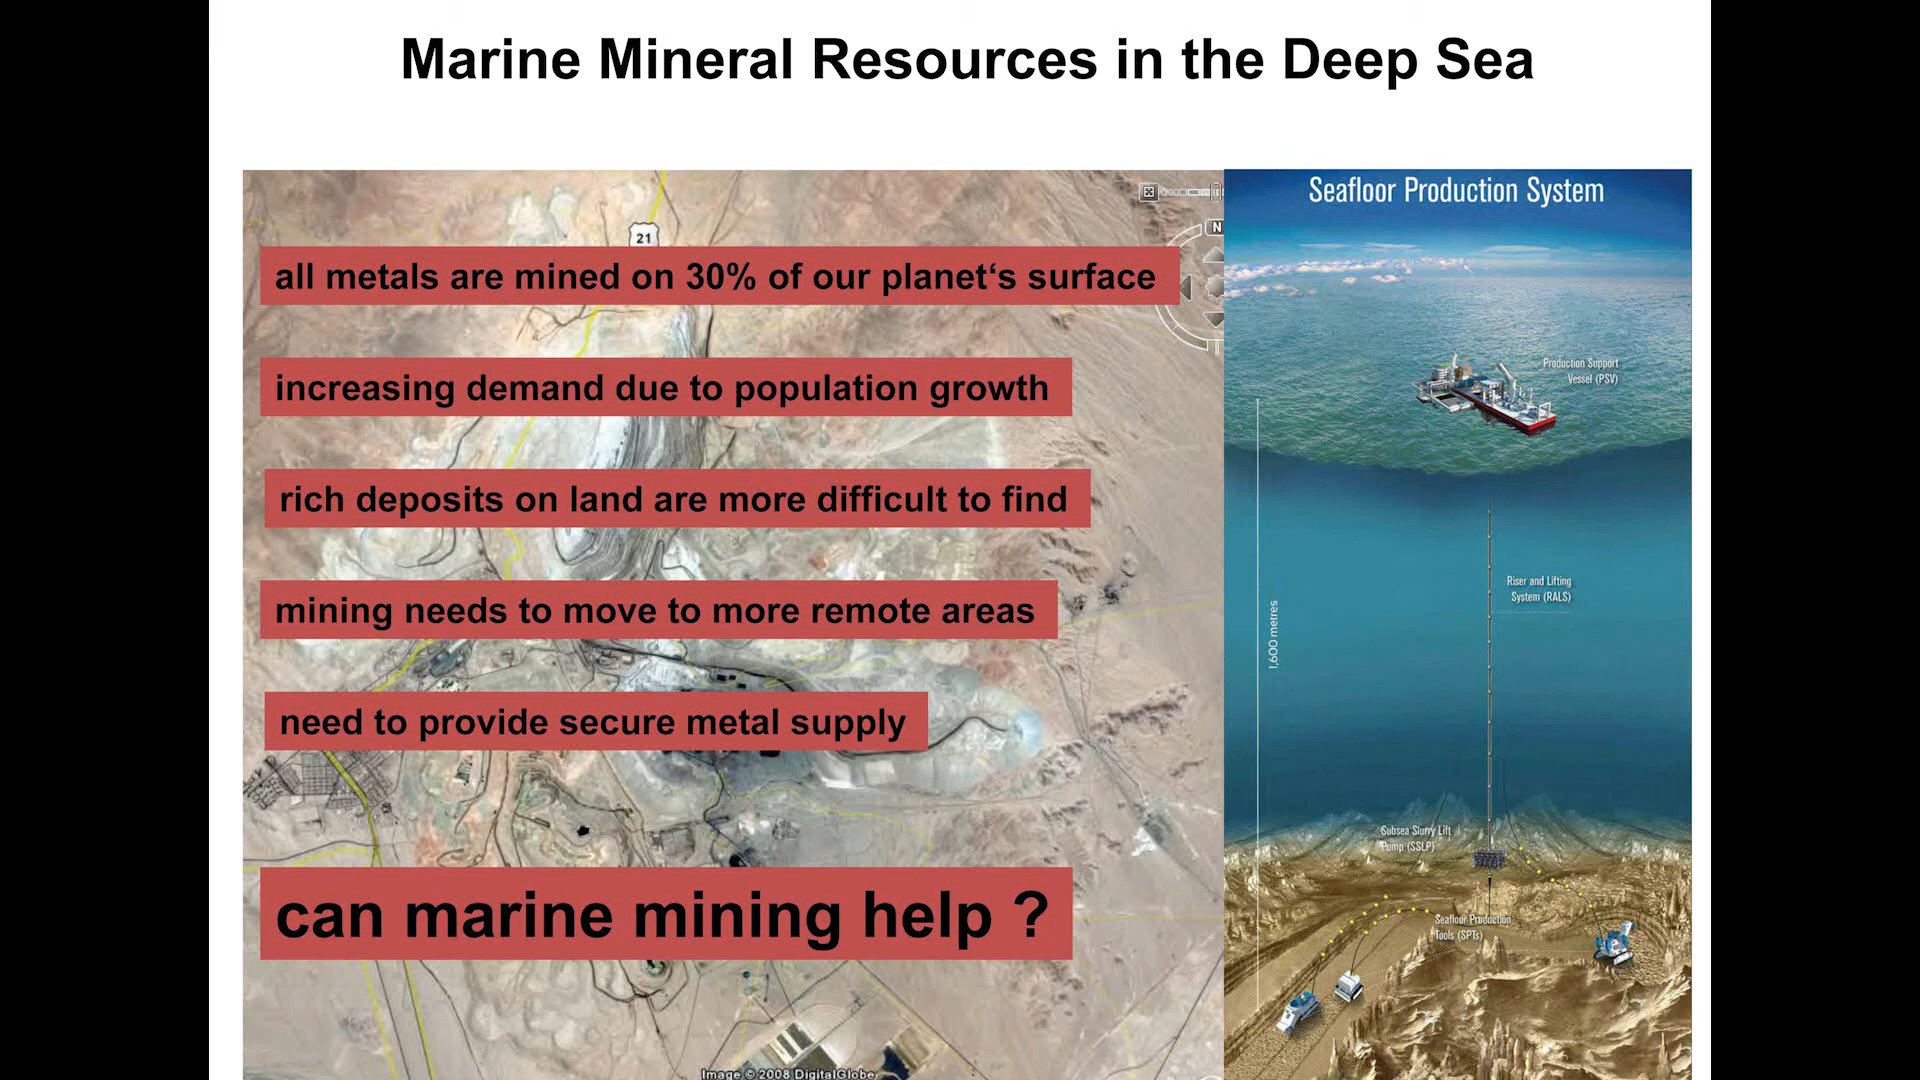 Marine Mineral Resources in the Deep Sea
21
N
all metals are mined on 30% of our planet‘s surface
increasing demand due to population growth
rich deposits on land are more difficult to find
mining needs to move to more remote areas
need to provide secure metal supply
can marine mining help ?
Image © 2008 DigitalGlobe
Seafloor Production System
Production Support
Vessel (PSV)
Riser and Lifting
System (RALS)
1,600 metres
Subsea Slurry Lift
Pump (SSLP)
Seafloor Production
Tools (SPTs)